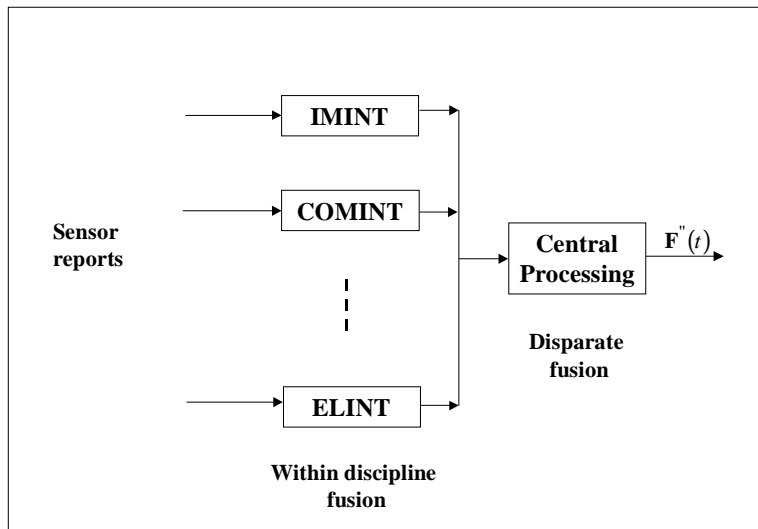 IMINT
COMINT
Sensor
reports
Central
Processing
F"(t)
Disparate
fusion
ELINT
Within discipline
fusion